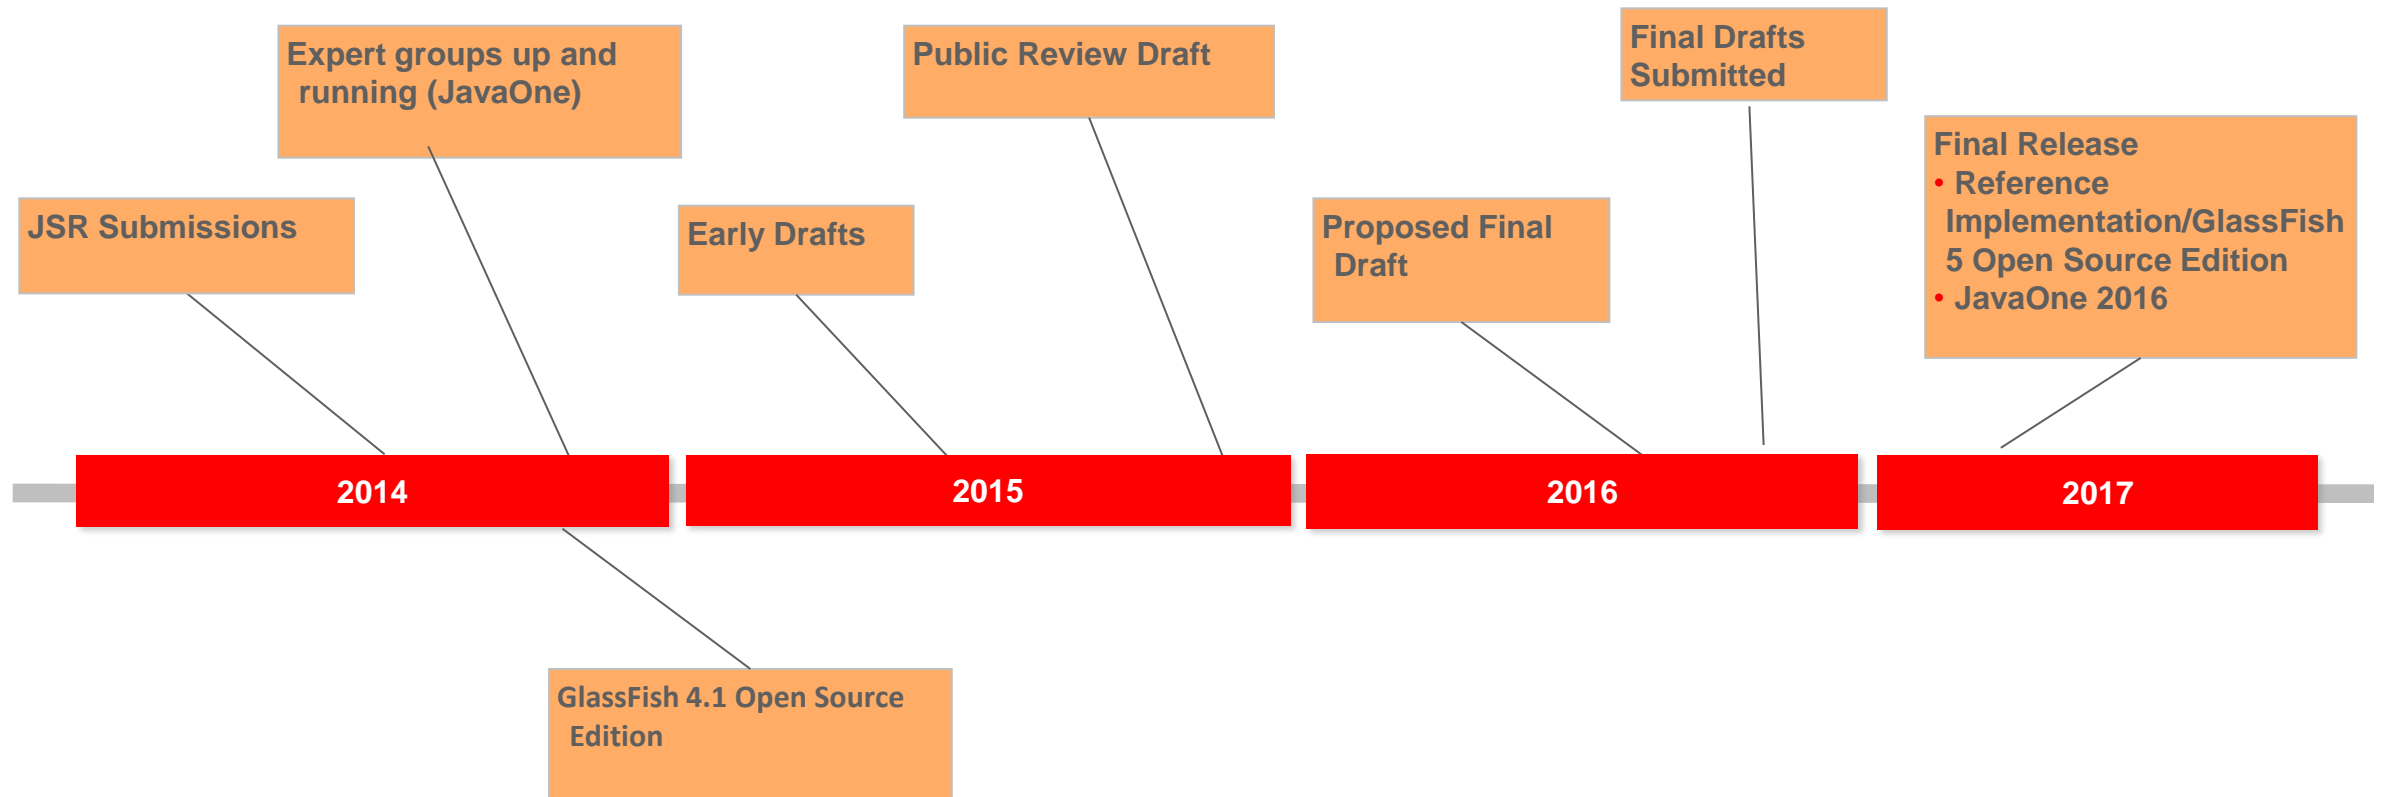 Expert groups up and
running (JavaOne)
Public Review Draft
Final Drafts
Submitted
JSR Submissions
Early Drafts
Proposed Final
Draft
Final Release
• Reference
Implementation/GlassFish
5 Open Source Edition
• JavaOne 2016
2014
2015
2016
2017
GlassFish 4.1 Open Source
Edition